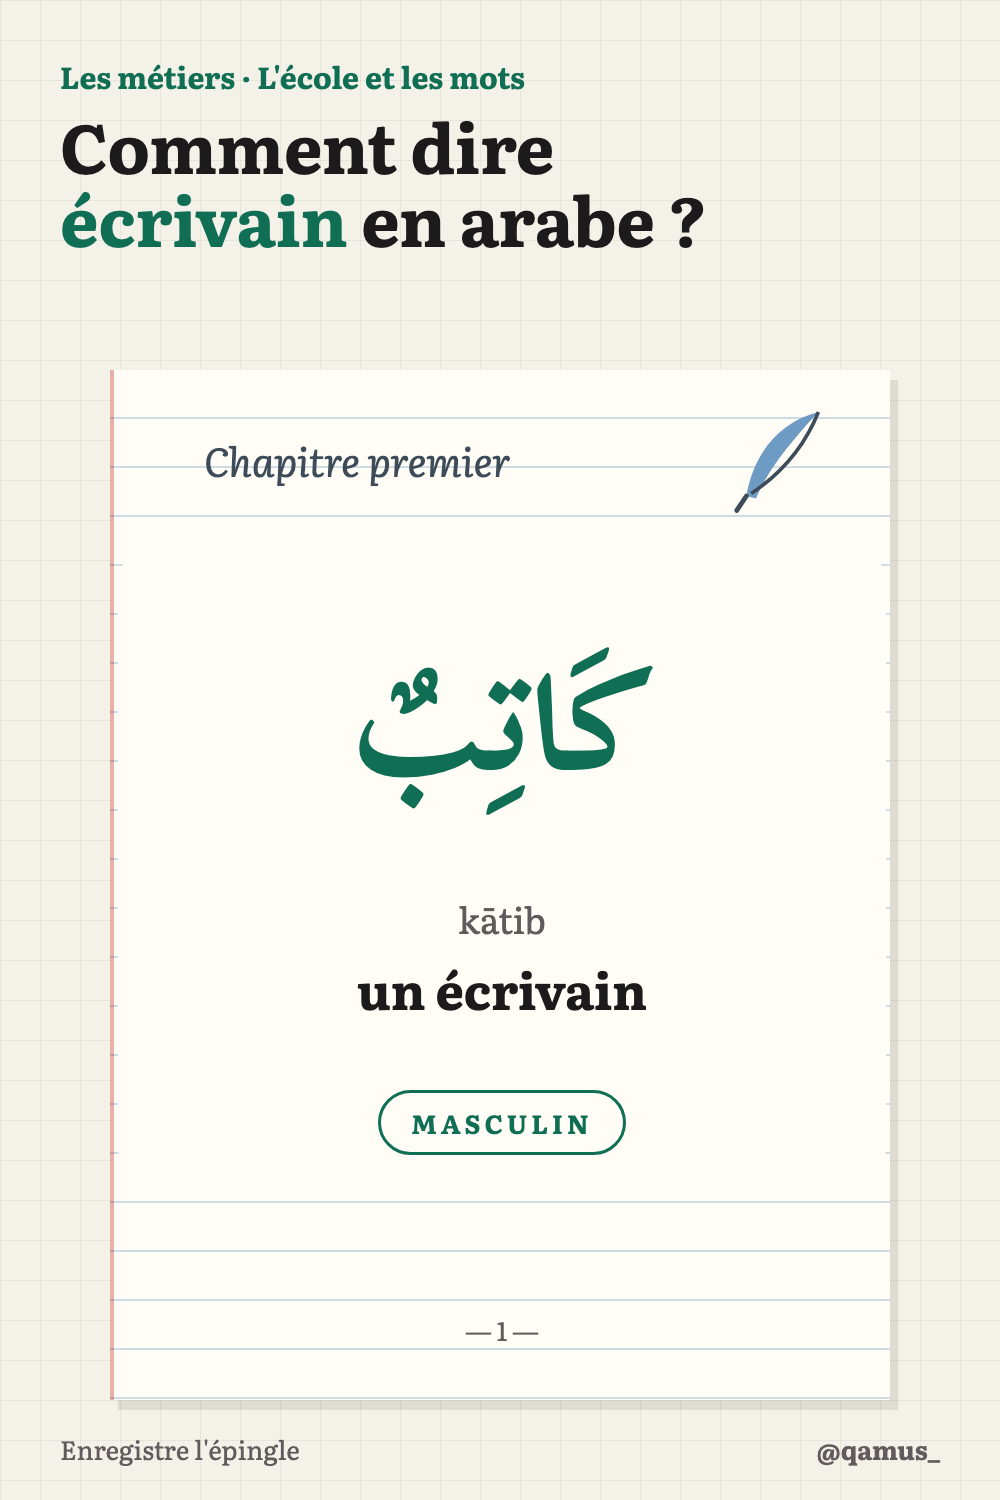 Les métiers · L'école et les mots
Comment dire
écrivain en arabe ?
Chapitre premier
كَاتِبٌ
kātib
un écrivain
MASCULIN
—1—
Enregistre l'épingle
@qamus_